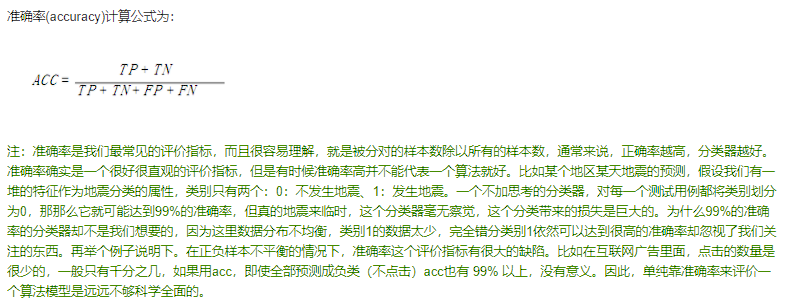 准确率(accuracy)计算公式为：
ACC = TP + TN / TP + TN + FP + FN
注：准确率是我们最常见的评价指标，而且很容易理解，就是被分对的样本数除以所有的样本数，通常来说，正确率越高，分类器越好。
准确率确实是一个很好很直观的评价指标，但是有时候准确率高并不能代表一个算法就好。比如某个地区某天地震的预测，假设我们有一
堆的特征作为地震分类的属性，类别只有两个：0：不发生地震、1：发生地震。一个不加思考的分类器，对每一个测试用例都将类别划分
为0，那那么它就可能达到99%的准确率，但真的地震来临时，这个分类器毫无察觉，这个分类带来的损失是巨大的。为什么99%的准确
率的分类器却不是我们想要的，因为这里数据分布不均衡，类别1的数据太少，完全错分类别1依然可以达到很高的准确率却忽视了我们关
注的东西。再举个例子说明下。在正负样本不平衡的情况下，准确率这个评价指标有很大的缺陷。比如在互联网广告里面，点击的数量是
很少的，一般只有千分之几，如果用acc，即使全部预测成负类（不点击）acc也有 99% 以上，没有意义。因此，单纯靠准确率来评价一
个算法模型是远远不够科学全面的。